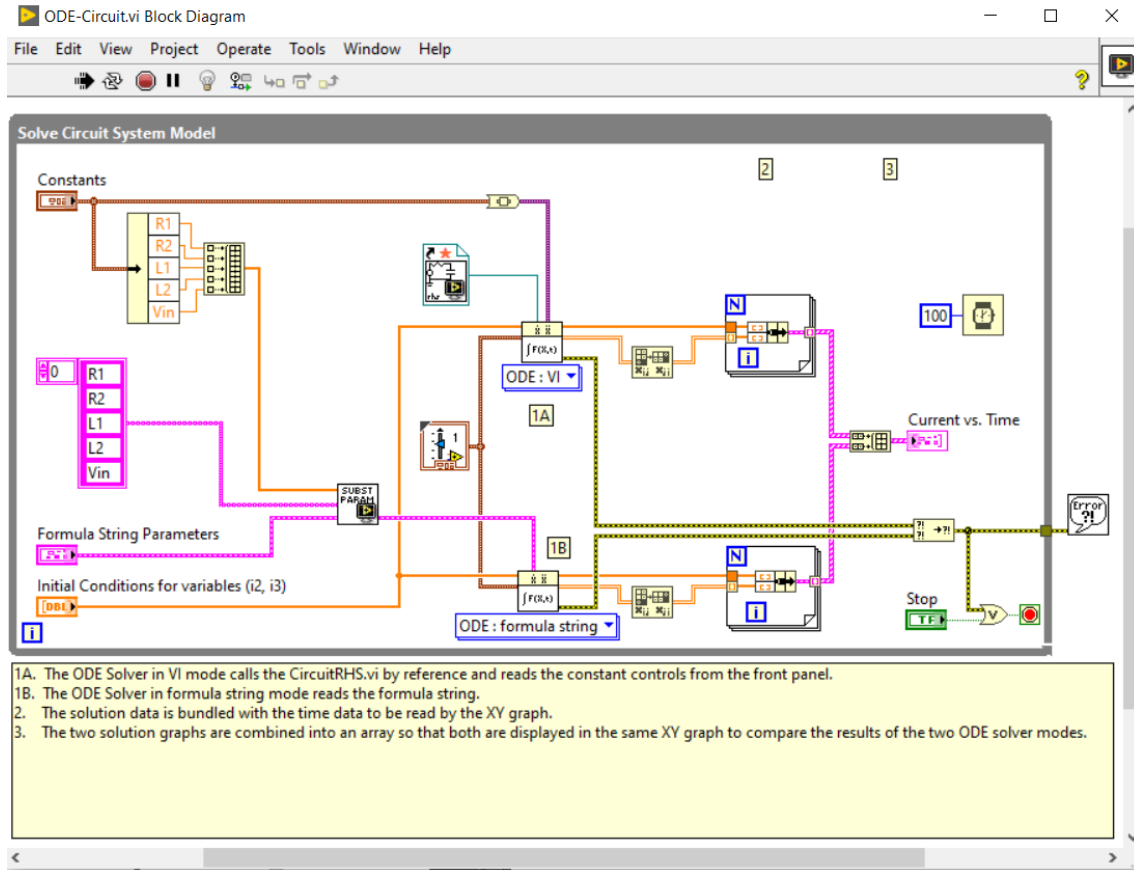 ODE-Circuit.vi Block Diagram
File Edit View Project Operate Tools Window Help
Solve Circuit System Model
2
3
Constants
R1
R2
L1
L2
Vin
N
i
100
∫F(X,t)
ODE : VI
1A
0
R1
R2
L1
L2
Vin
1
Current vs. Time
SUBST
PARAM
Error
?!
?!
?!
→?!
Formula String Parameters
1B
N
i
Initial Conditions for variables (i2, i3)
DBL
∫F(X,t)
ODE : formula string
Stop
TF
V
i
1A. The ODE Solver in VI mode calls the CircuitRHS.vi by reference and reads the constant controls from the front panel.
1B. The ODE Solver in formula string mode reads the formula string.
2. The solution data is bundled with the time data to be read by the XY graph.
3. The two solution graphs are combined into an array so that both are displayed in the same XY graph to compare the results of the two ODE solver modes.